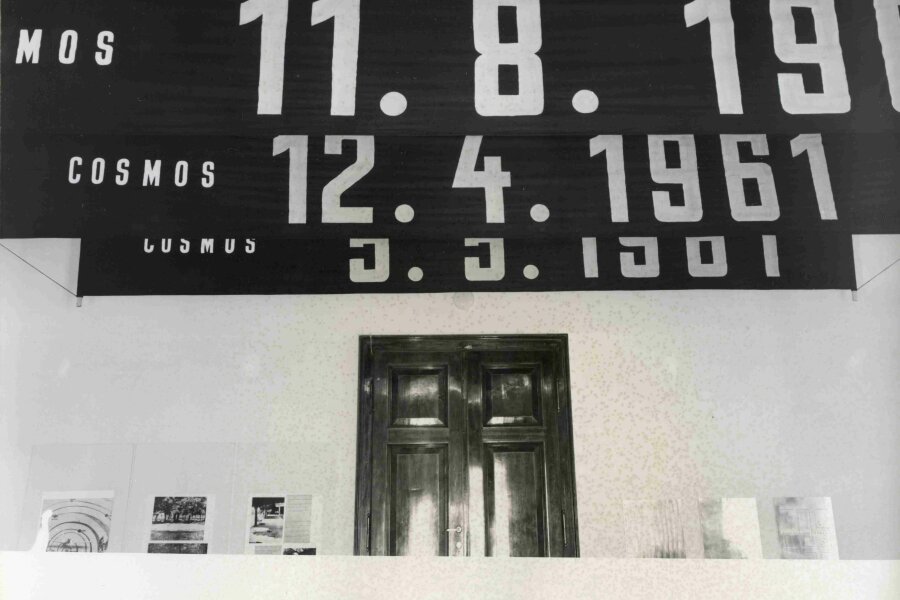 MOS 11. 8. 19
COSMOS 12. 4. 1961
COSMOS